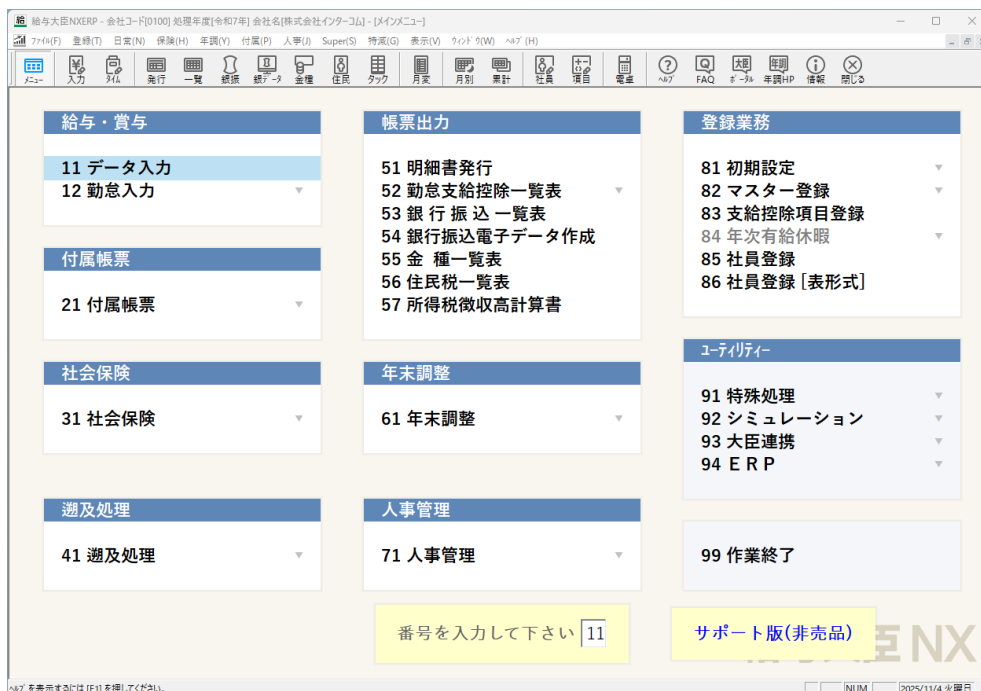 給与大臣NXERP - 会社コード[0100] 処理年度[令和7年] 会社名[株式会社インターコム] - [メインメニュー]
ファイル(F) 登録(T) 日常(N) 保険(H) 年調(Y) 付属(P) 人事(J) Super(S) 特減(G) 表示(V) ウィンドウ(W) ヘルプ(H)
メニュー 入力 タイム 発行 一覧 銀振 銀データ 金種 住民 タック 月変 月別 累計 社員 項目 電卓 ヘルプ FAQ ポータル 年調HP 情報 閉じる
給与・賞与
11 データ入力
12 勤怠入力
付属帳票
21 付属帳票
社会保険
31 社会保険
遡及処理
41 遡及処理
帳票出力
51 明細書発行
52 勤怠支給控除一覧表
53 銀 行 振 込 一覧表
54 銀行振込電子データ作成
55 金 種一覧表
56 住民税一覧表
57 所得税徴収高計算書
年末調整
61 年末調整
人事管理
71 人事管理
登録業務
81 初期設定
82 マスター登録
83 支給控除項目登録
84 年次有給休暇
85 社員登録
86 社員登録 [表形式]
ユーティリティー
91 特殊処理
92 シミュレーション
93 大臣連携
94 ＥＲＰ
99 作業終了
番号を入力して下さい 11
サポート版(非売品)
臣 NX
ヘルプを表示するには [F1] を押してください。
NUM
2025/11/4 火曜日